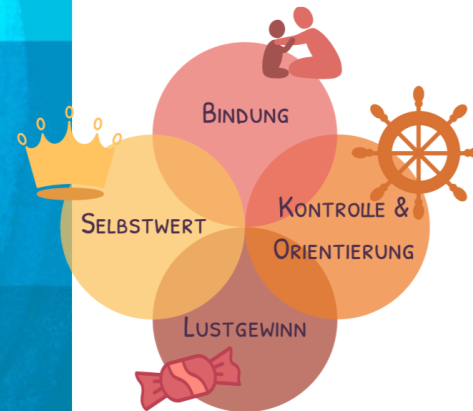 Bindung
Selbstwert
Kontrolle &
Orientierung
Lustgewinn